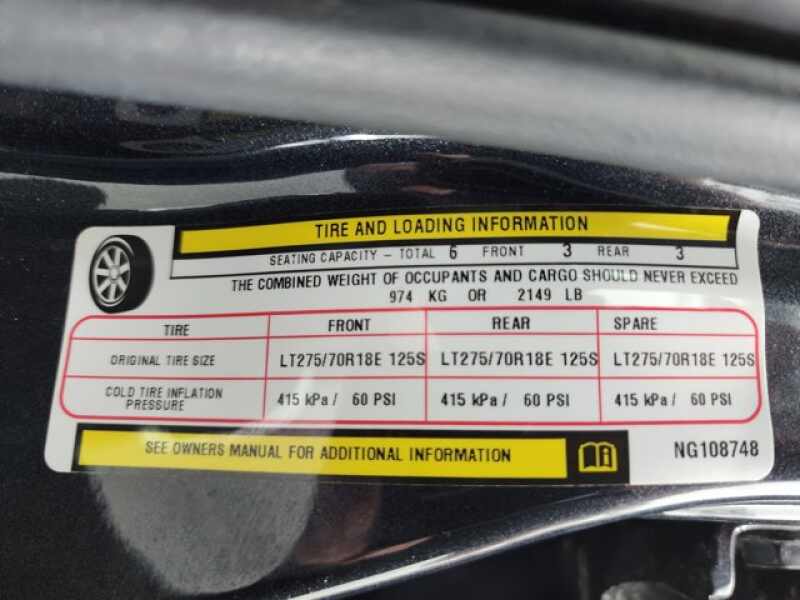 TIRE AND LOADING INFORMATION
SEATING CAPACITY - TOTAL 6 FRONT 3 REAR 3
THE COMBINED WEIGHT OF OCCUPANTS AND CARGO SHOULD NEVER EXCEED
974 KG OR 2149 LB
TIRE FRONT REAR SPARE
ORIGINAL TIRE SIZE LT275/70R18E 125S LT275/70R18E 125S LT275/70R18E 125S
COLD TIRE INFLATION PRESSURE 415 kPa / 60 PSI 415 kPa / 60 PSI 415 kPa / 60 PSI
SEE OWNERS MANUAL FOR ADDITIONAL INFORMATION
NG108748